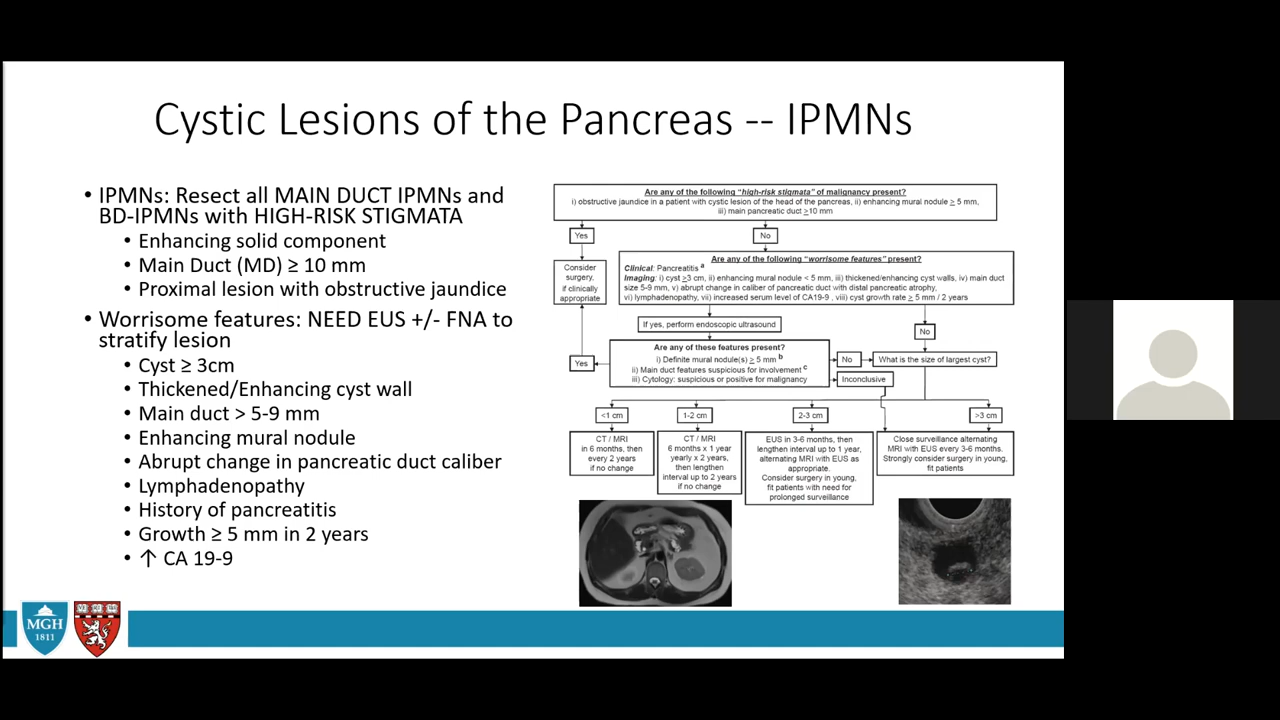 Cystic Lesions of the Pancreas -- IPMNs
• IPMNs: Resect all MAIN DUCT IPMNs and
BD-IPMNs with HIGH-RISK STIGMATA
• Enhancing solid component
• Main Duct (MD) ≥ 10 mm
• Proximal lesion with obstructive jaundice
• Worrisome features: NEED EUS +/- FNA to
stratify lesion
• Cyst ≥ 3cm
• Thickened/Enhancing cyst wall
• Main duct > 5-9 mm
• Enhancing mural nodule
• Abrupt change in pancreatic duct caliber
• Lymphadenopathy
• History of pancreatitis
• Growth ≥ 5 mm in 2 years
• ↑ CA 19-9
Are any of the following "high-risk stigmata" of malignancy present?
i) obstructive jaundice in a patient with cystic lesion of the head of the pancreas, ii) enhancing mural nodule ≥ 5 mm,
iii) main pancreatic duct ≥10 mm
Yes
No
Consider
surgery,
if clinically
appropriate
Are any of the following "worrisome features" present?
Clinical: Pancreatitis a
Imaging: i) cyst ≥3 cm, ii) enhancing mural nodule < 5 mm, iii) thickened/enhancing cyst walls, iv) main duct
size 5-9 mm, v) abrupt change in caliber of pancreatic duct with distal pancreatic atrophy,
vi) lymphadenopathy, vii) increased serum level of CA19-9 , viii) cyst growth rate ≥ 5 mm / 2 years
If yes, perform endoscopic ultrasound
No
Are any of these features present?
i) Definite mural nodule(s) ≥ 5 mm b
ii) Main duct features suspicious for involvement c
iii) Cytology: suspicious or positive for malignancy
Yes
No
What is the size of largest cyst?
Inconclusive
<1 cm
1-2 cm
2-3 cm
>3 cm
CT / MRI
in 6 months, then
every 2 years
if no change
CT / MRI
6 months x 1 year
yearly x 2 years,
then lengthen
interval up to 2 years
if no change
EUS in 3-6 months, then
lengthen interval up to 1 year,
alternating MRI with EUS as
appropriate.
Consider surgery in young,
fit patients with need for
prolonged surveillance
Close surveillance alternating
MRI with EUS every 3-6 months.
Strongly consider surgery in young,
fit patients
MGH
1811